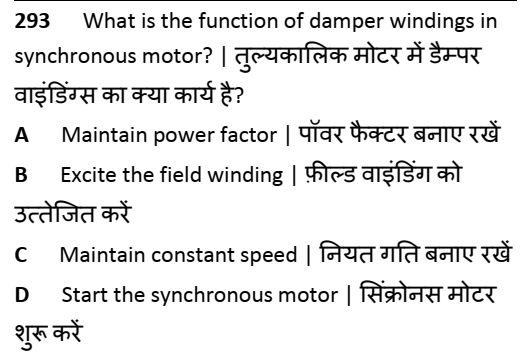 293 What is the function of damper windings in
synchronous motor? | तुल्यकालिक मोटर में डैम्पर
वाइंडिंग्स का क्या कार्य है?
A Maintain power factor | पॉवर फैक्टर बनाए रखें
B Excite the field winding | फ़ील्ड वाइंडिंग को
उत्तेजित करें
C Maintain constant speed | नियत गति बनाए रखें
D Start the synchronous motor | सिंक्रोनस मोटर
शुरू करें